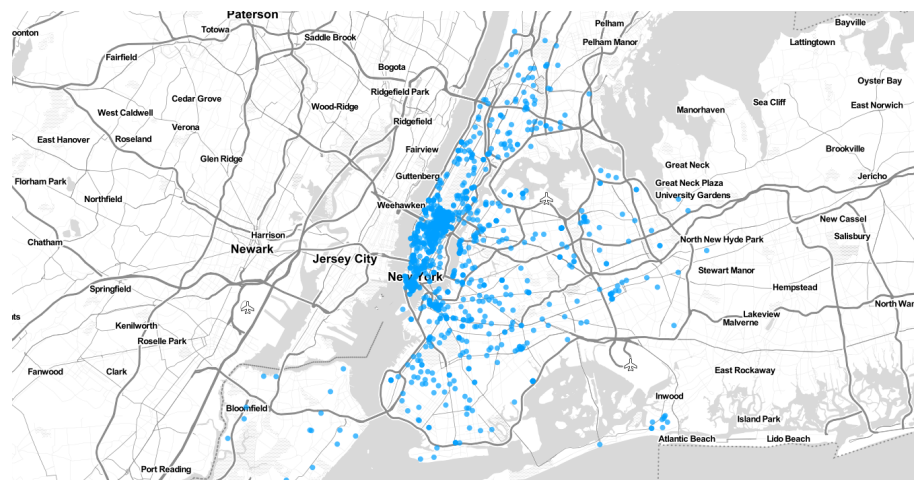 Paterson
Pelham
Bayville
Totowa
oonton
Saddle Brook
Pelham Manor
Lattingtown
Fairfield
Bogota
Oyster Bay
Ridgefield Park
Cedar Grove
Wood-Ridge
Sea Cliff
East Norwich
West Caldwell
Manorhaven
Ridgefield
Verona
East Hanover
Roseland
Fairview
Brookville
Glen Ridge
Great Neck
Guttenberg
Jericho
Florham Park
Great Neck Plaza
University Gardens
Northfield
Weehawken
New Cassel
Harrison
Salisbury
Chatham
Newark
North New Hyde Park
Jersey City
Stewart Manor
New York
Springfield
Hempstead
North Wan
nts
Lakeview
Kenilworth
Malverne
Roselle Park
Fanwood
Clark
East Rockaway
Inwood
Bloomfield
Island Park
Atlantic Beach
Lido Beach
Port Reading